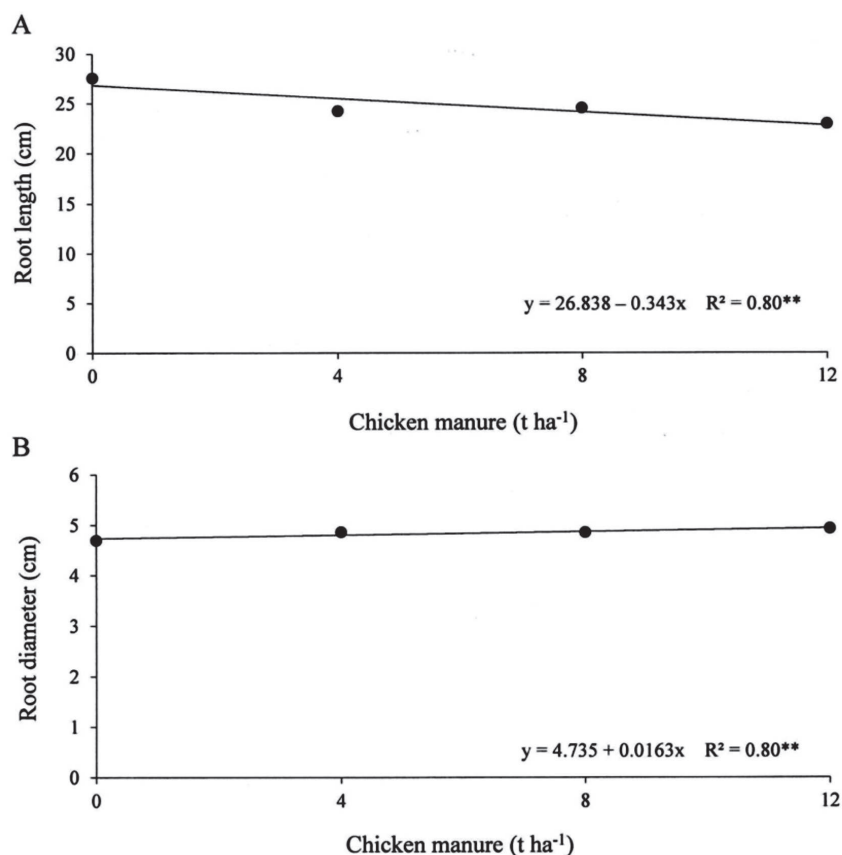 A
30
25
20
15
10
5
0
Root length (cm)
y = 26.838 – 0.343x R² = 0.80**
0 4 8 12
Chicken manure (t ha⁻¹)
B
6
5
4
3
2
1
0
Root diameter (cm)
y = 4.735 + 0.0163x R² = 0.80**
0 4 8 12
Chicken manure (t ha⁻¹)